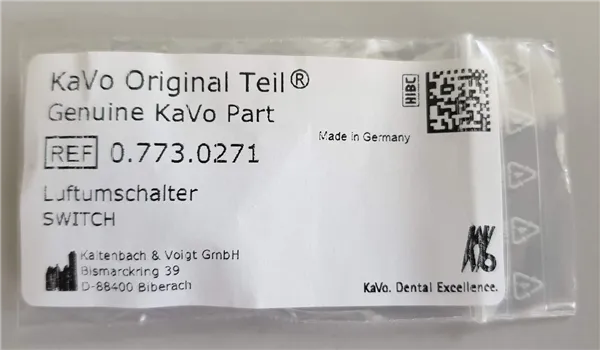 KaVo Original Teil®
Genuine KaVo Part
HIBC
Made in Germany
REF 0.773.0271
Luftumschalter
SWITCH
Kaltenbach & Voigt GmbH
Bismarckring 39
D-88400 Biberach
KaVo. Dental Excellence.